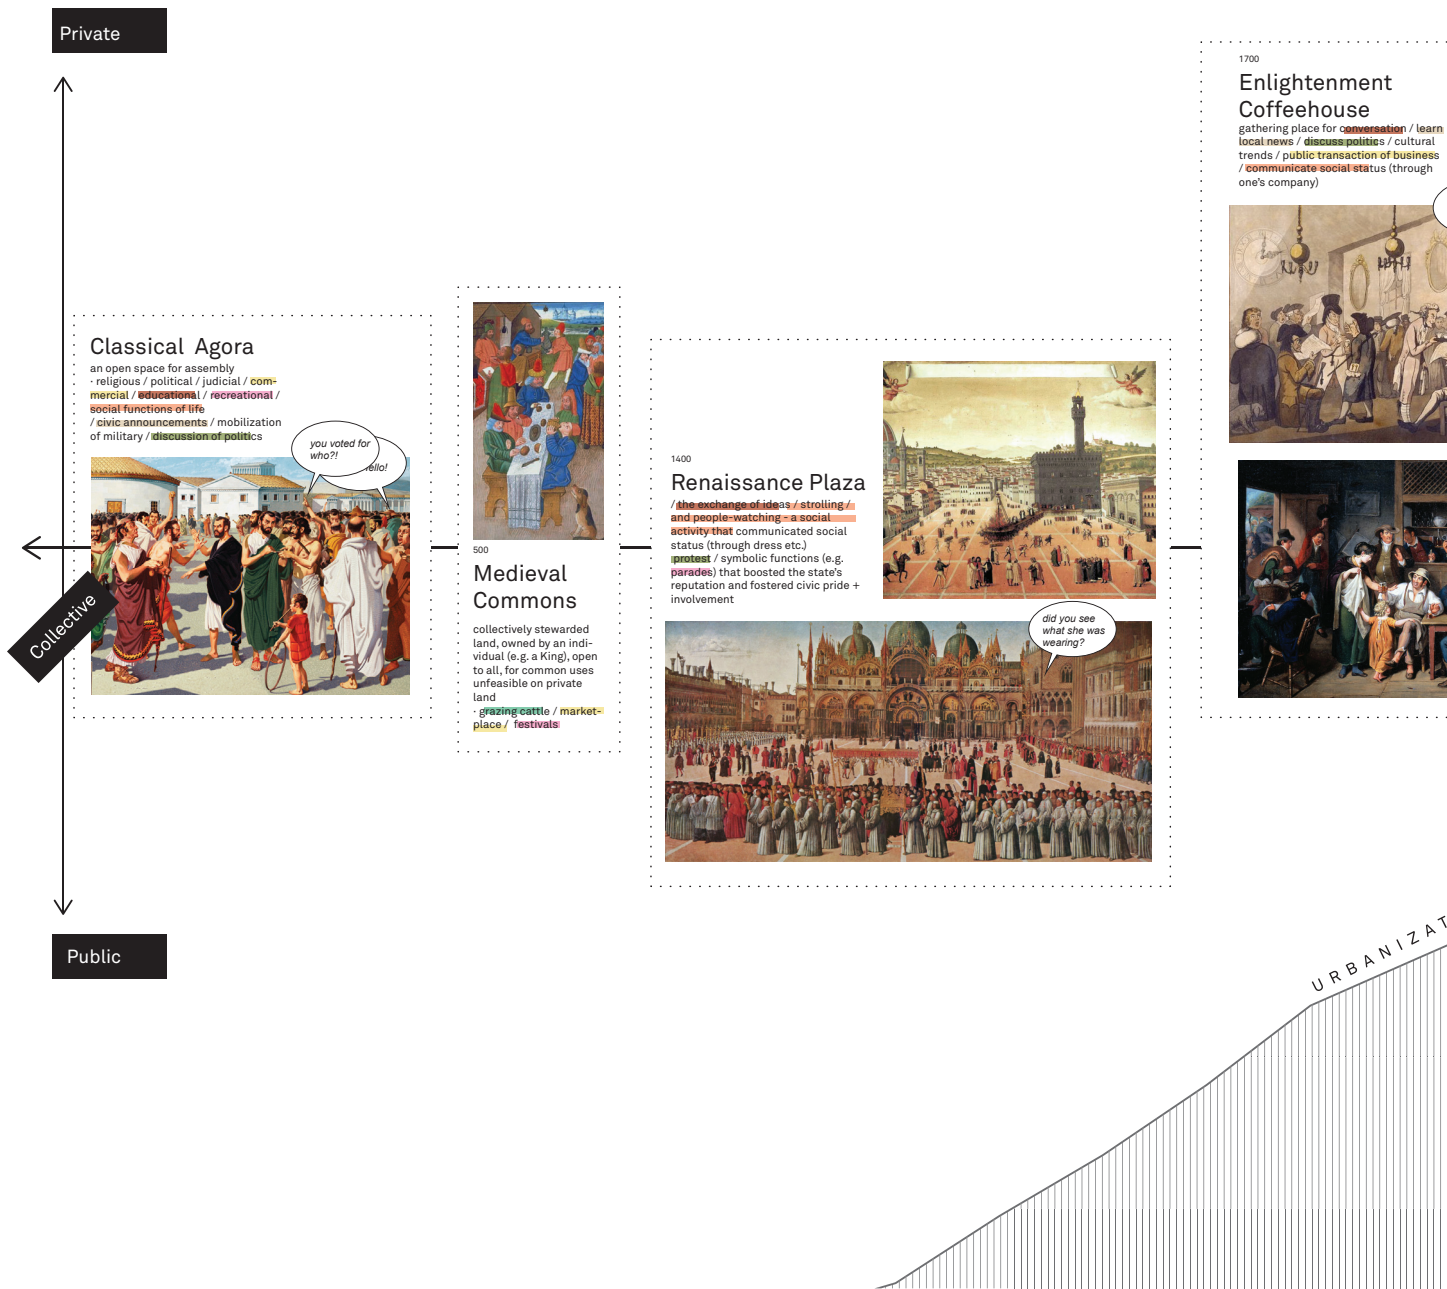 Private
Classical Agora
an open space for assembly
· religious / political / judicial / com-
mercial / educational / recreational /
social functions of life
/ civic announcements / mobilization
of military / discussion of politics
you voted for
who?!
ello!
Collective
500
Medieval
Commons
collectively stewarded
land, owned by an indi-
vidual (e.g. a King), open
to all, for common uses
unfeasible on private
land
· grazing cattle / market-
place / festivals
1400
Renaissance Plaza
/ the exchange of ideas / strolling /
and people-watching - a social
activity that communicated social
status (through dress etc.)
protest / symbolic functions (e.g.
parades) that boosted the state's
reputation and fostered civic pride +
involvement
did you see
what she was
wearing?
1700
Enlightenment
Coffeehouse
gathering place for conversation / learn
local news / discuss politics / cultural
trends / public transaction of business
/ communicate social status (through
one's company)
Public
URBANIZAT